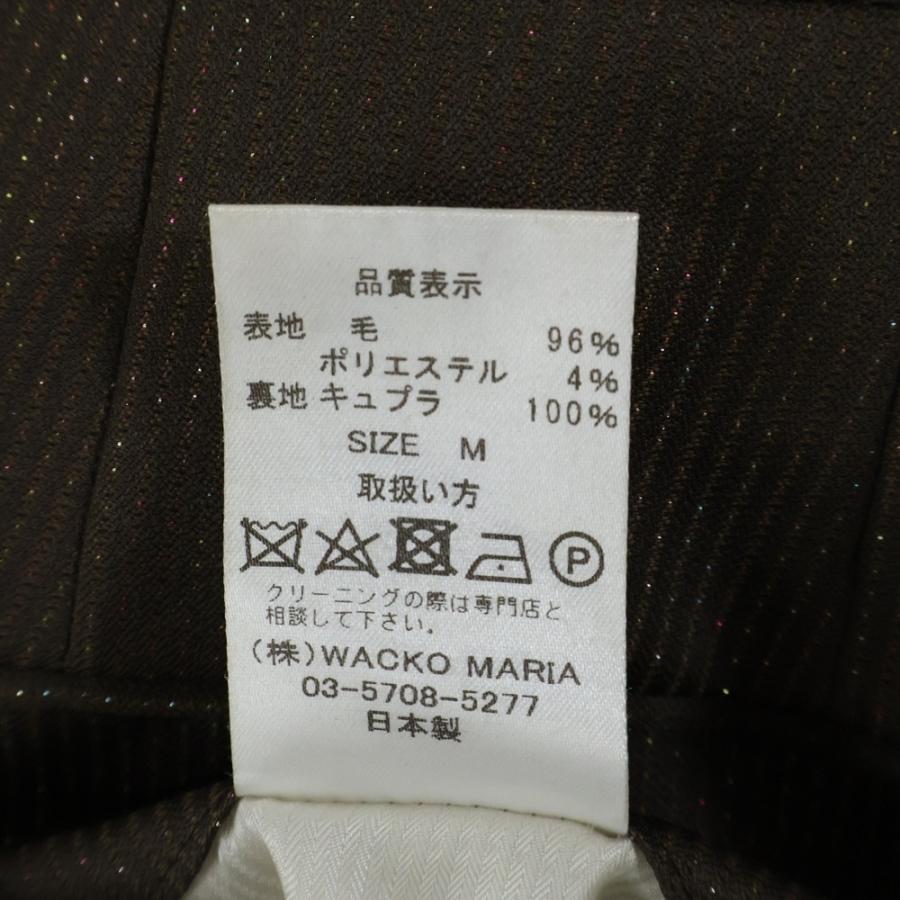 品質表示
表地 毛 96%
ポリエステル 4%
裏地 キュプラ 100%
SIZE M
取扱い方
P
クリーニングの際は専門店と
相談して下さい。
(株)WACKO MARIA
03-5708-5277
日本製